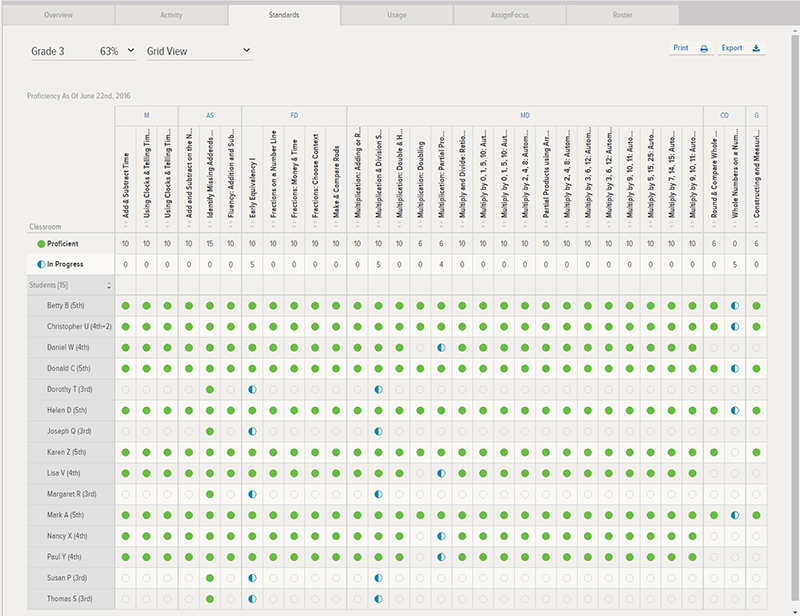 Overview Activity Standards Usage AssignFocus Roster
Grade 3 63% Grid View
Print Export
Proficiency As Of June 22nd, 2016
M AS FD MD CO G
Add & Subtract Time
Using Clocks & Telling Tim...
Using Clocks & Telling Tim...
Add and Subtract on the N...
Identify Missing Addends ...
Fluency: Addition and Sub...
Early Equivalency I
Fractions on a Number Line
Fractions: Money & Time
Fractions: Choose Context
Make & Compare Rods
Multiplication: Adding or R...
Multiplication & Division S...
Multiplication: Double & H...
Multiplication: Doubling
Multiplication: Partial Pro...
Multiply and Divide: Ratio...
Multiply by 0, 1, 5, 10: Aut...
Multiply by 0, 1, 5, 10: Aut...
Multiply by 2, 4, 8: Autom...
Partial Products using Arr...
Multiply by 2, 4, 8: Autom...
Multiply by 3, 6, 12: Autom...
Multiply by 3, 6, 12: Autom...
Multiply by 9, 10, 11: Auto...
Multiply by 5, 15, 25: Auto...
Multiply by 7, 14, 15: Auto...
Multiply by 9, 10, 11: Auto...
Round & Compare Whole ...
Whole Numbers on a Num...
Constructing and Measuri...
Classroom
Proficient 10 10 10 10 15 10 10 10 10 10 10 10 10 10 6 6 10 10 10 10 10 10 10 10 10 10 10 10 6 0 6
In Progress 0 0 0 0 0 0 5 0 0 0 0 0 5 0 0 4 0 0 0 0 0 0 0 0 0 0 0 0 0 5 0
Students [15]
Betty B (5th)
Christopher U (4th+2)
Daniel W (4th)
Donald C (5th)
Dorothy T (3rd)
Helen D (5th)
Joseph Q (3rd)
Karen Z (5th)
Lisa V (4th)
Margaret R (3rd)
Mark A (5th)
Nancy X (4th)
Paul Y (4th)
Susan P (3rd)
Thomas S (3rd)